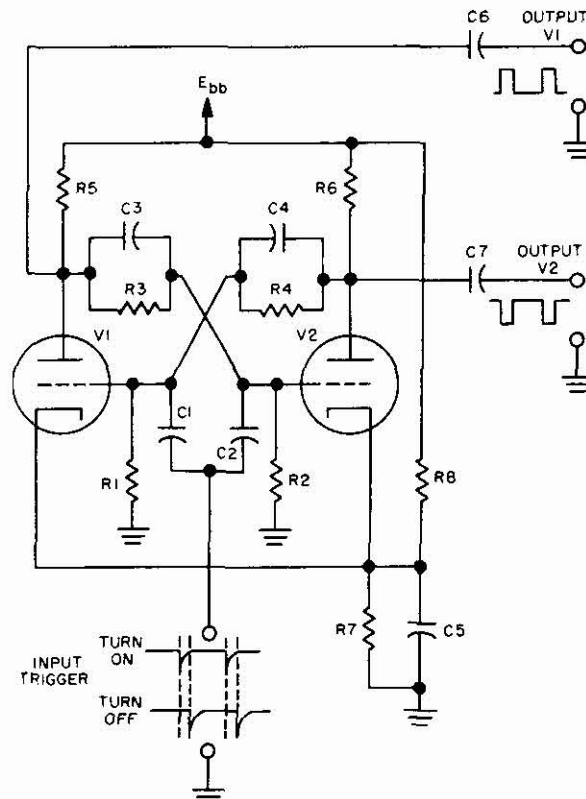 C6
OUTPUT
V1
E bb
R5
C3
R3
C4
R4
R6
C7
OUTPUT
V2
V1
V2
C1
C2
R1
R2
R8
R7
C5
INPUT
TRIGGER
TURN
ON
TURN
OFF